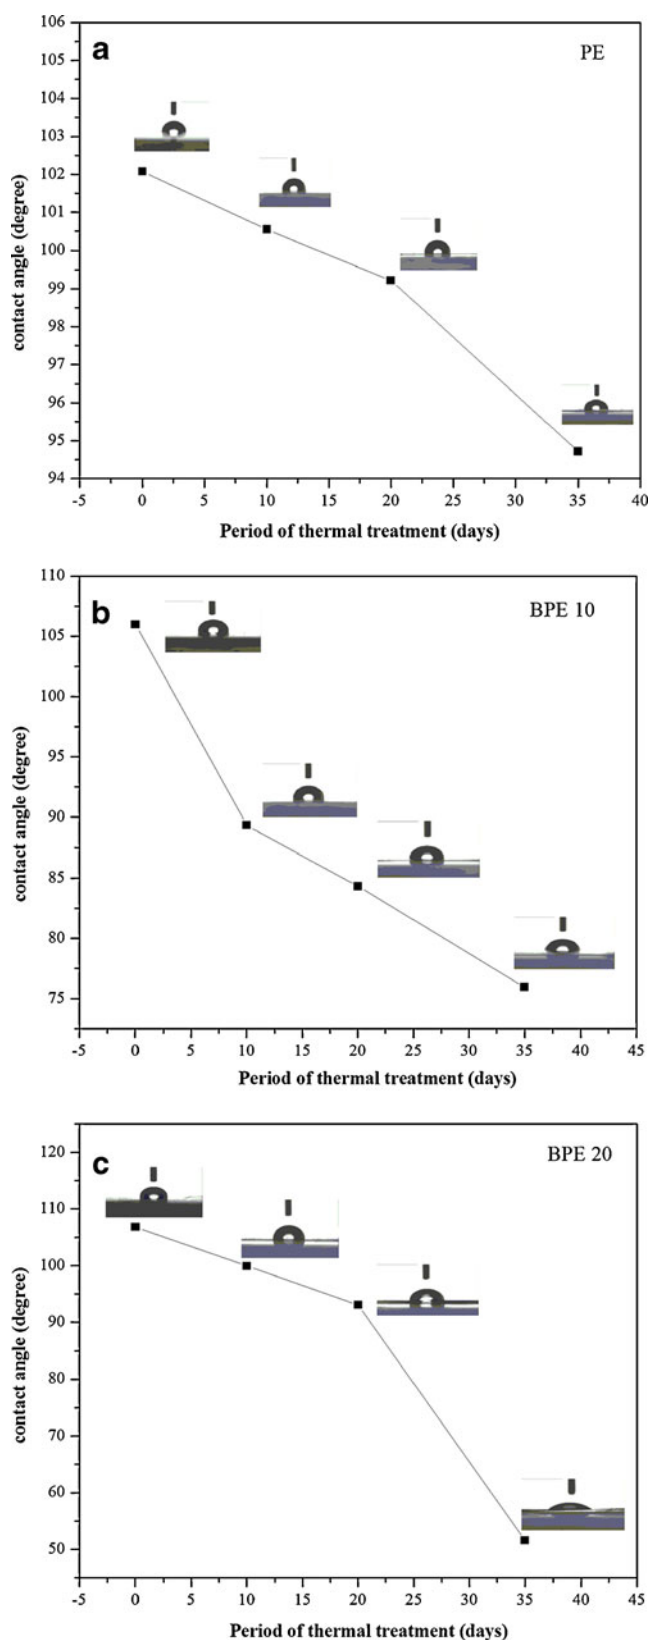 a
PE
106
105
104
103
102
101
100
99
98
97
96
95
94
contact angle (degree)
-5 0 5 10 15 20 25 30 35 40
Period of thermal treatment (days)
b
BPE 10
110
105
100
95
90
85
80
75
contact angle (degree)
0 5 10 15 20 25 30 35 40 45
Period of thermal treatment (days)
c
BPE 20
120
110
100
90
80
70
60
50
contact angle (degree)
0 5 10 15 20 25 30 35 40 45
Period of thermal treatment (days)